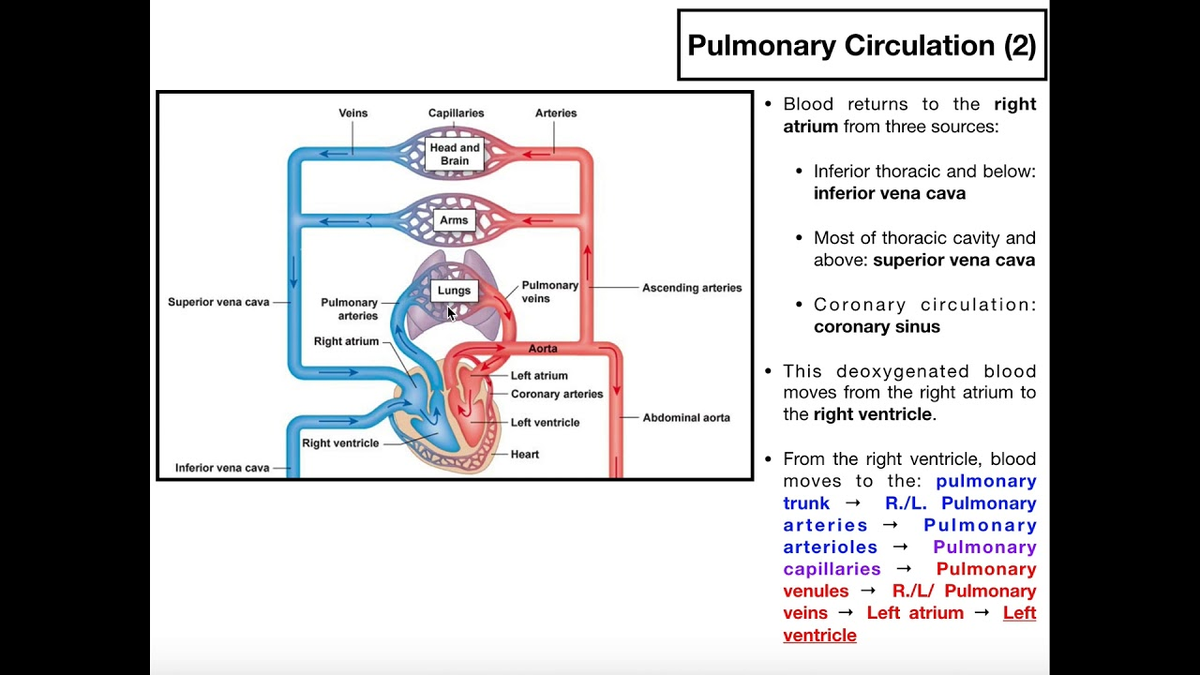 Pulmonary Circulation (2)
Veins
Capillaries
Arteries
Head and
Brain
Arms
Lungs
Pulmonary
veins
Ascending arteries
Superior vena cava
Pulmonary
arteries
Right atrium
Aorta
Left atrium
Coronary arteries
Abdominal aorta
Left ventricle
Right ventricle
Heart
Inferior vena cava
• Blood returns to the right
atrium from three sources:
• Inferior thoracic and below:
inferior vena cava
• Most of thoracic cavity and
above: superior vena cava
• Coronary circulation:
coronary sinus
• This deoxygenated blood
moves from the right atrium to
the right ventricle.
• From the right ventricle, blood
moves to the: pulmonary
trunk → R./L. Pulmonary
arteries → Pulmonary
arterioles → Pulmonary
capillaries → Pulmonary
venules → R./L/ Pulmonary
veins → Left atrium → Left
ventricle